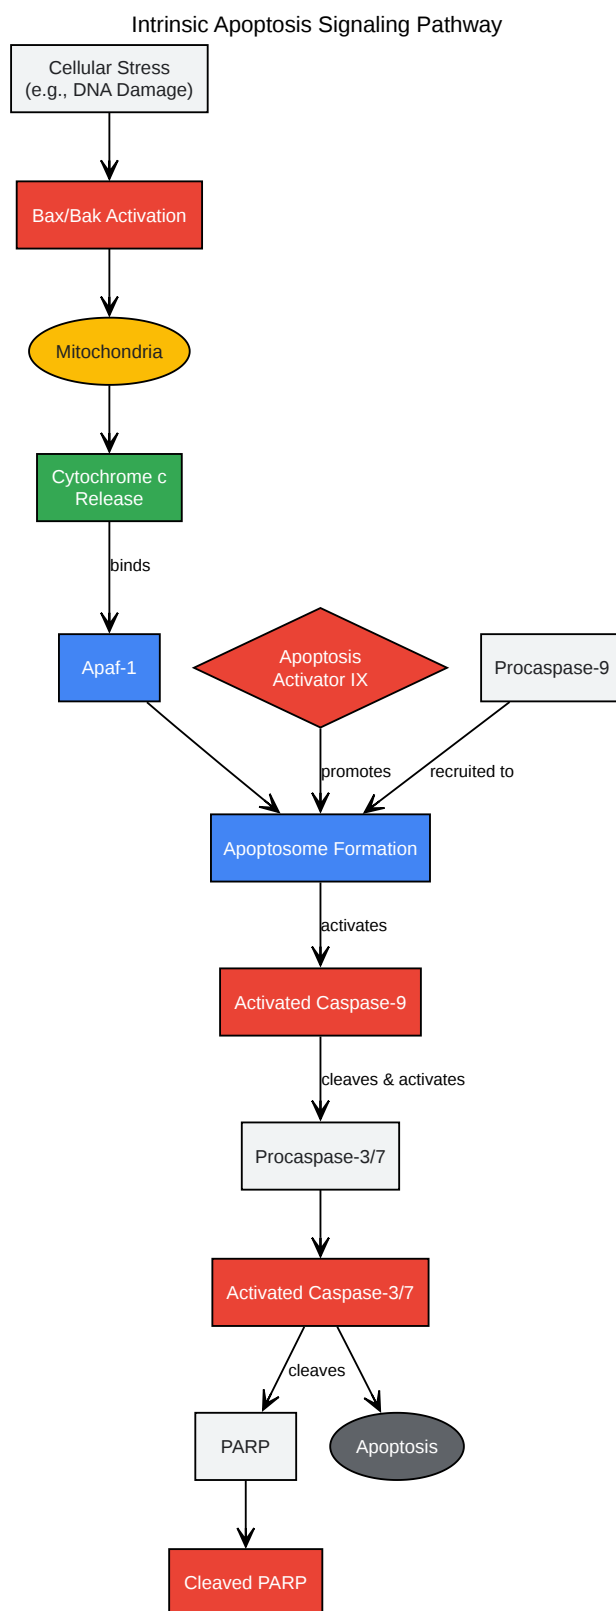 Intrinsic Apoptosis Signaling Pathway
Cellular Stress
(e.g., DNA Damage)
Bax/Bak Activation
Mitochondria
Cytochrome c
Release
binds
Apaf-1
Apoptosis
Activator IX
Procaspase-9
promotes
recruited to
Apoptosome Formation
activates
Activated Caspase-9
cleaves & activates
Procaspase-3/7
Activated Caspase-3/7
cleaves
PARP
Apoptosis
Cleaved PARP